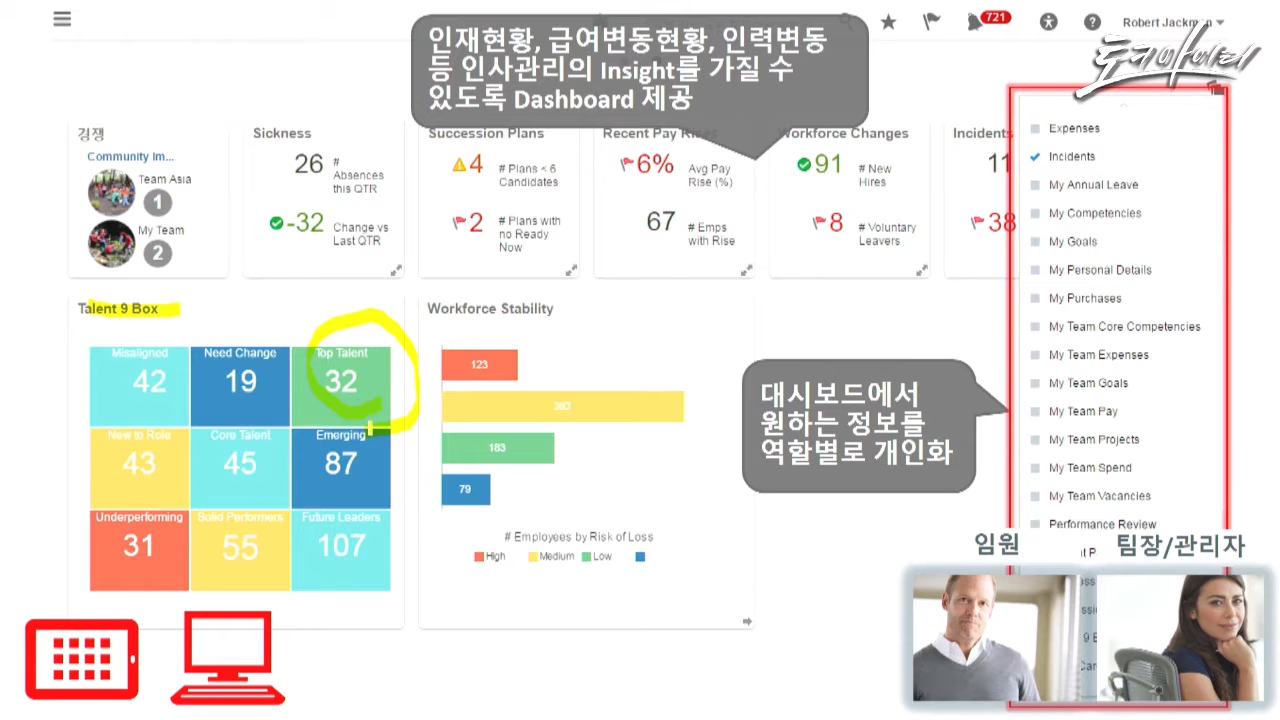 721
Robert Jackman
토커아이티
인재현황, 급여변동현황, 인력변동
등 인사관리의 Insight를 가질 수
있도록 Dashboard 제공
경쟁
Community Im...
Team Asia
1
My Team
2
Sickness
26
# Absences this QTR
-32
Change vs Last QTR
Succession Plans
4
# Plans < 6 Candidates
2
# Plans with no Ready Now
Recent Pay Rises
6%
Avg Pay Rise (%)
67
# Emps with Rise
Workforce Changes
91
# New Hires
8
# Voluntary Leavers
Incidents
11
38
Talent 9 Box
Misaligned
42
Need Change
19
Top Talent
32
New to Role
43
Core Talent
45
Emerging
87
Underperforming
31
Solid Performers
55
Future Leaders
107
Workforce Stability
123
183
79
# Employees by Risk of Loss
High
Medium
Low
대시보드에서
원하는 정보를
역할별로 개인화
Expenses
Incidents
My Annual Leave
My Competencies
My Goals
My Personal Details
My Purchases
My Team Core Competencies
My Team Expenses
My Team Goals
My Team Pay
My Team Projects
My Team Spend
My Team Vacancies
Performance Review
임원
팀장/관리자